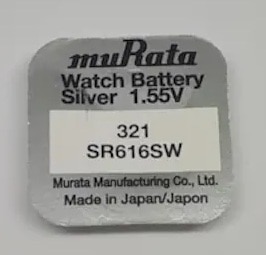 muRata
Watch Battery
Silver 1.55V
321
SR616SW
Murata Manufacturing Co., Ltd.
Made in Japan/Japon